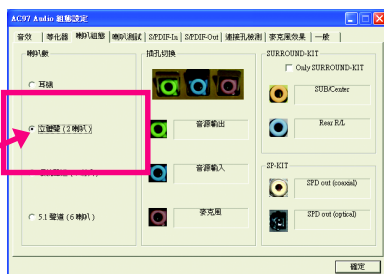 AC97 Audio 組態設定
音效 等化器 喇叭組態 喇叭測試 S/PDIF-In S/PDIF-Out 連接孔檢測 麥克風效果 一般
喇叭數
耳機
立體聲 (2 喇叭)
5.1 聲道 (6 喇叭)
插孔切換
音源輸出
音源輸入
麥克風
SURROUND-KIT
Only SURROUND-KIT
SUB/Center
Rear R/L
SP-KIT
SPD out (coaxial)
SPD out (optical)
確定